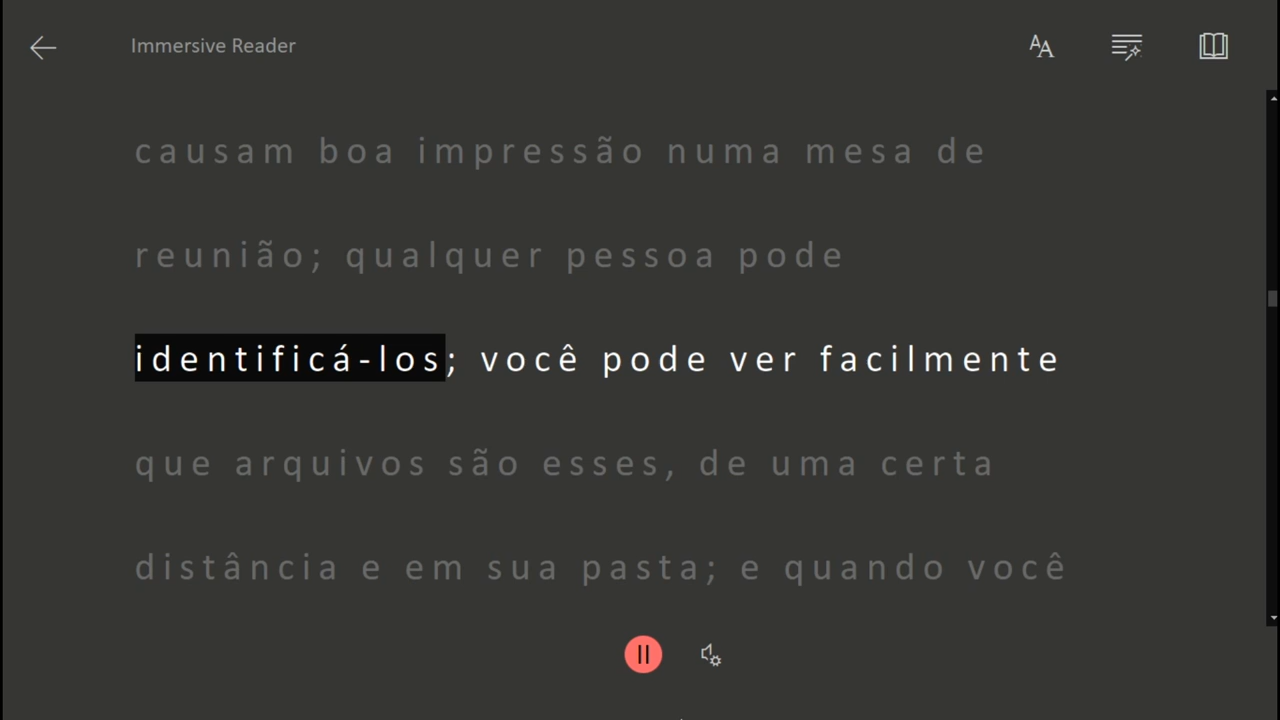 Immersive Reader
causam boa impressão numa mesa de
reunião; qualquer pessoa pode
identificá-los; você pode ver facilmente
que arquivos são esses, de uma certa
distância e em sua pasta; e quando você